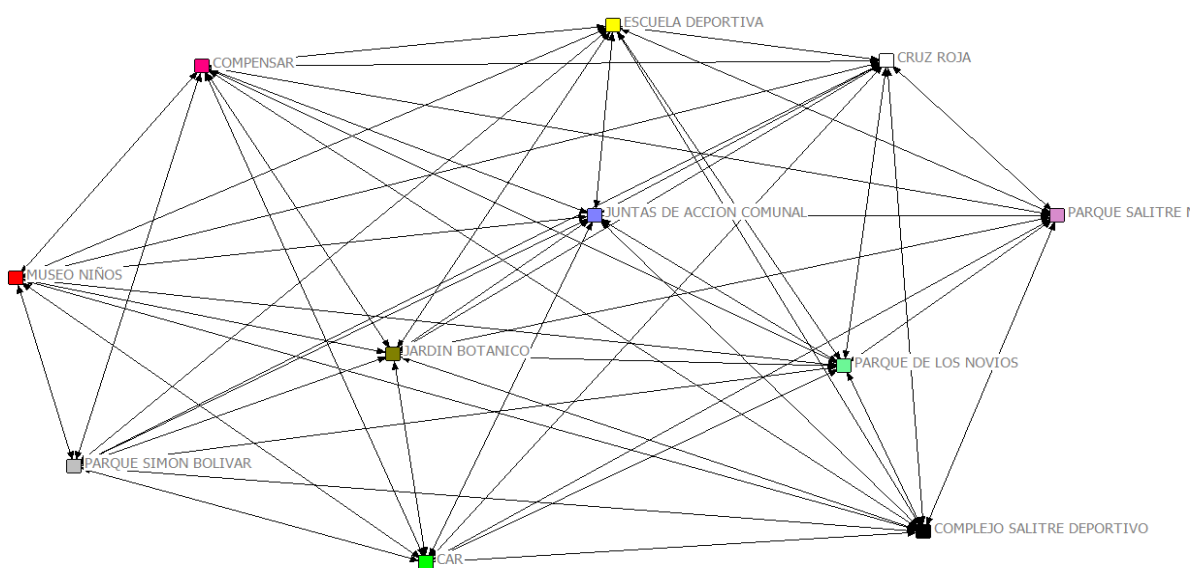 ESCUELA DEPORTIVA
CRUZ ROJA
COMPENSAR
JUNTAS DE ACCION COMUNAL
PARQUE SALITRE
MUSEO NIÑOS
JARDIN BOTANICO
PARQUE DE LOS NOVIOS
PARQUE SIMON BOLIVAR
COMPLEJO SALITRE DEPORTIVO
CAR